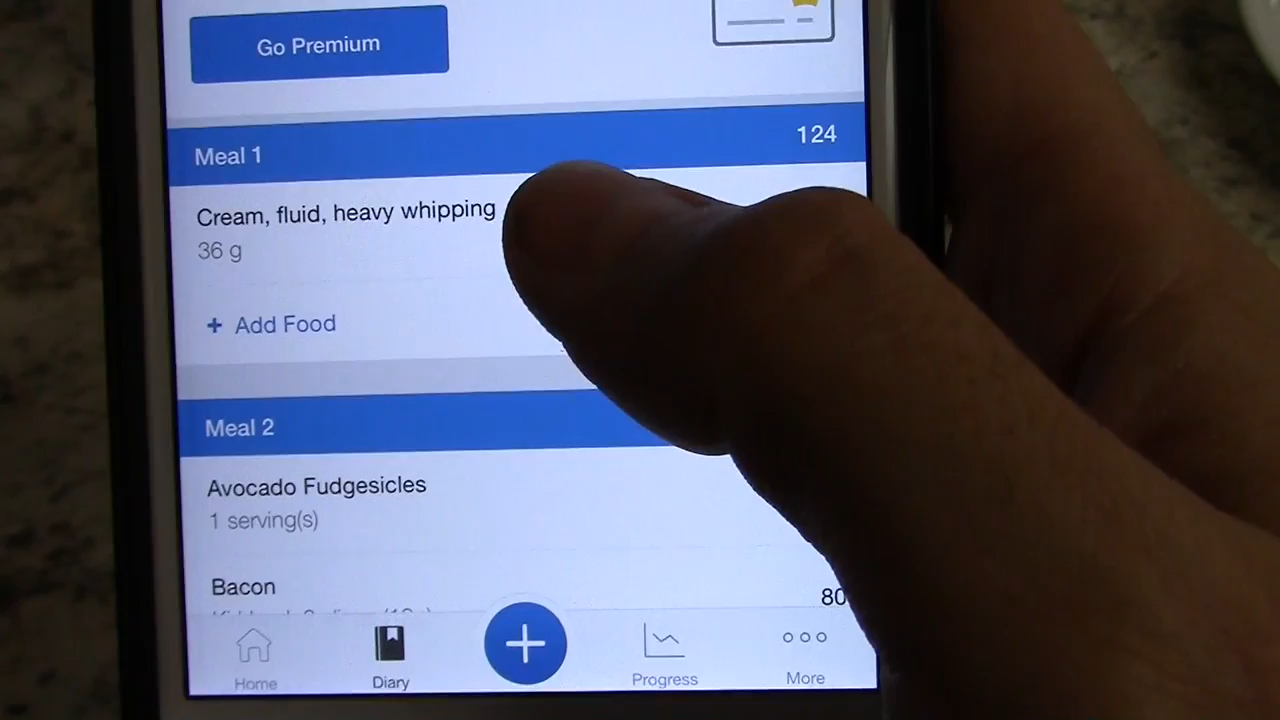 Go Premium
Meal 1 124
Cream, fluid, heavy whipping
36 g
+ Add Food
Meal 2
Avocado Fudgesicles
1 serving(s)
Bacon 80
Home Diary Progress More